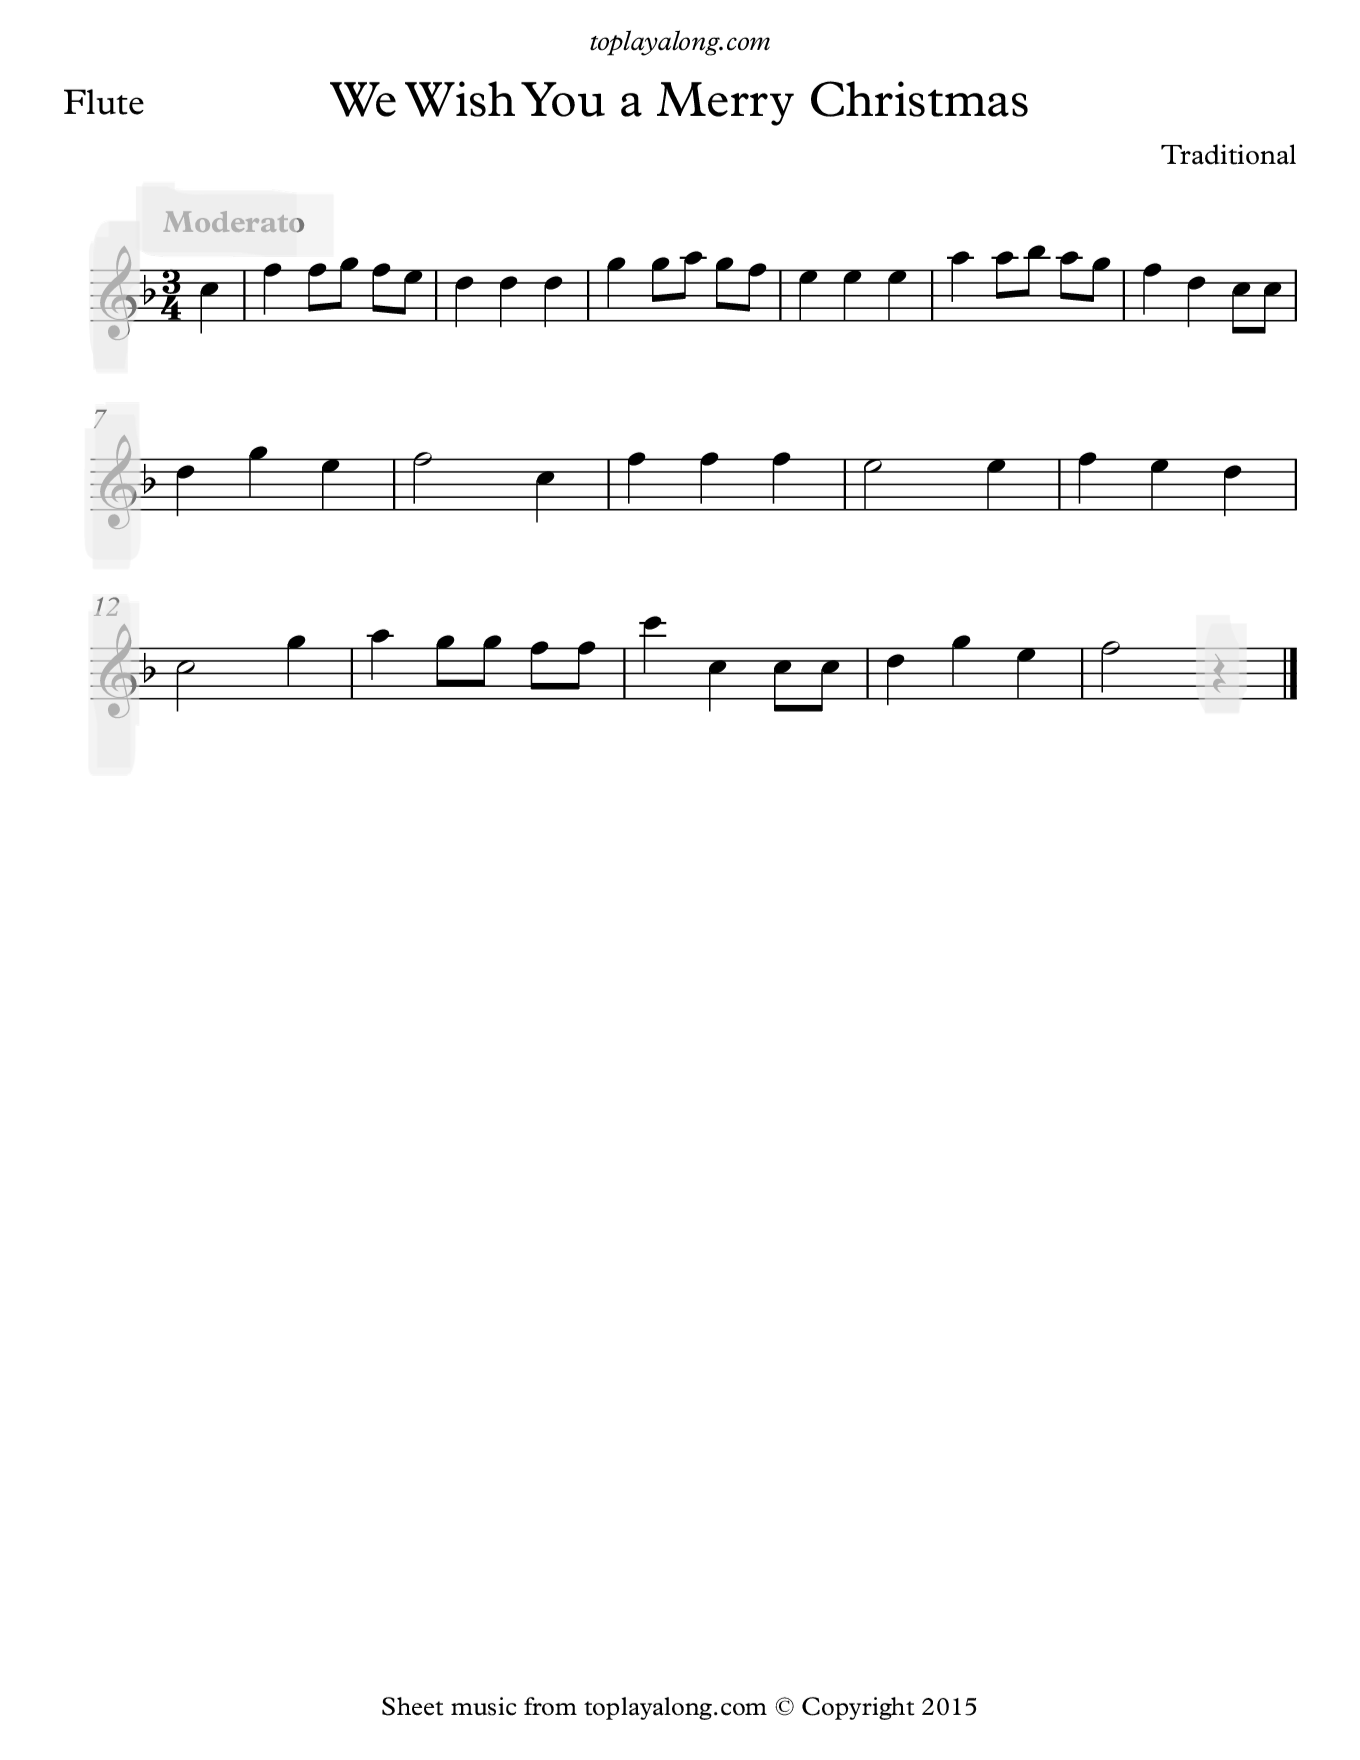 toplayalong.com
Flute
We Wish You a Merry Christmas
Traditional
Moderato
3
4
7
12
Sheet music from toplayalong.com © Copyright 2015